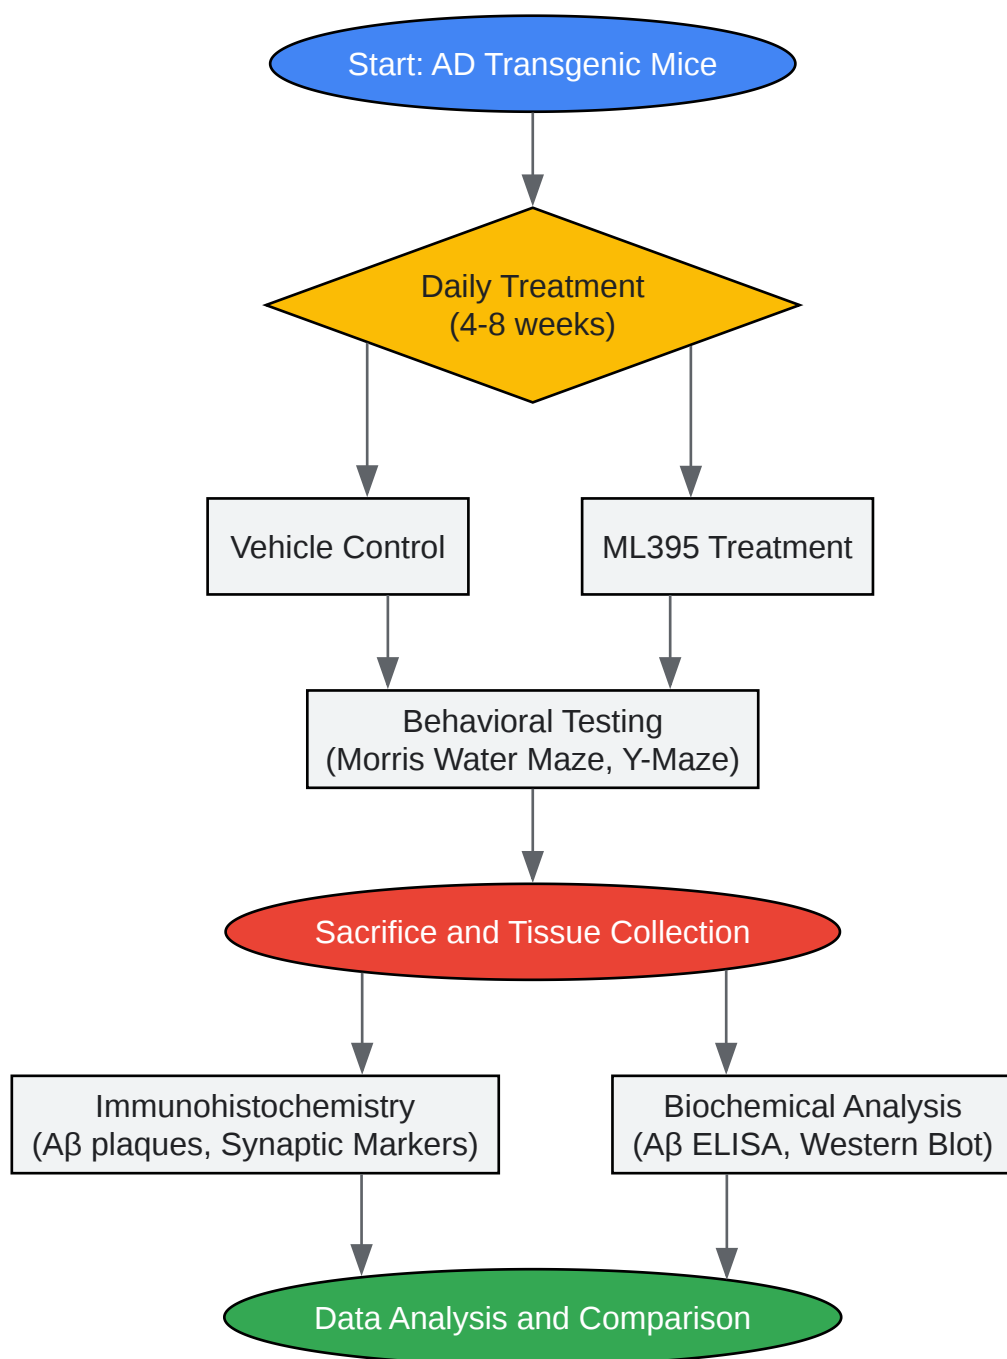 Start: AD Transgenic Mice
Daily Treatment
(4-8 weeks)
Vehicle Control
ML395 Treatment
Behavioral Testing
(Morris Water Maze, Y-Maze)
Sacrifice and Tissue Collection
Immunohistochemistry
(Aβ plaques, Synaptic Markers)
Biochemical Analysis
(Aβ ELISA, Western Blot)
Data Analysis and Comparison